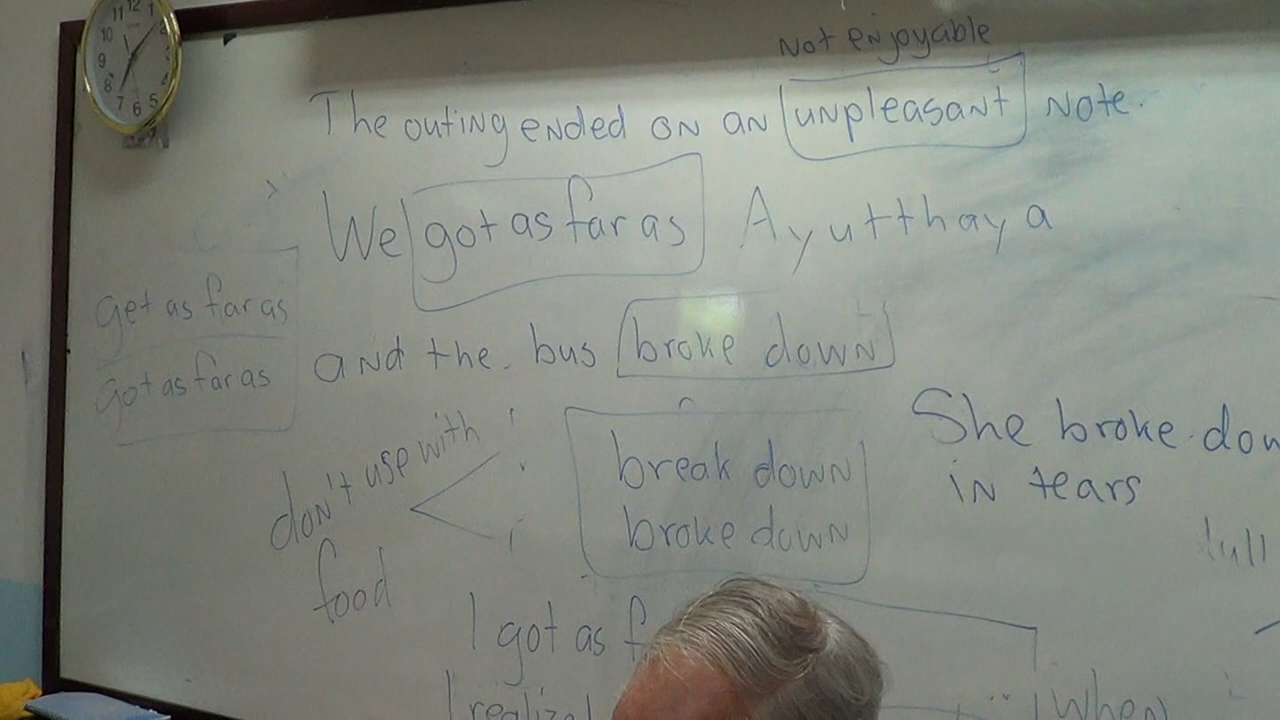 Not enjoyable
The outing ended on an unpleasant note.
We got as far as Ayutthaya
get as far as
got as far as
and the bus broke down
don't use with
food
break down
broke down
She broke
in tears
I got as
when